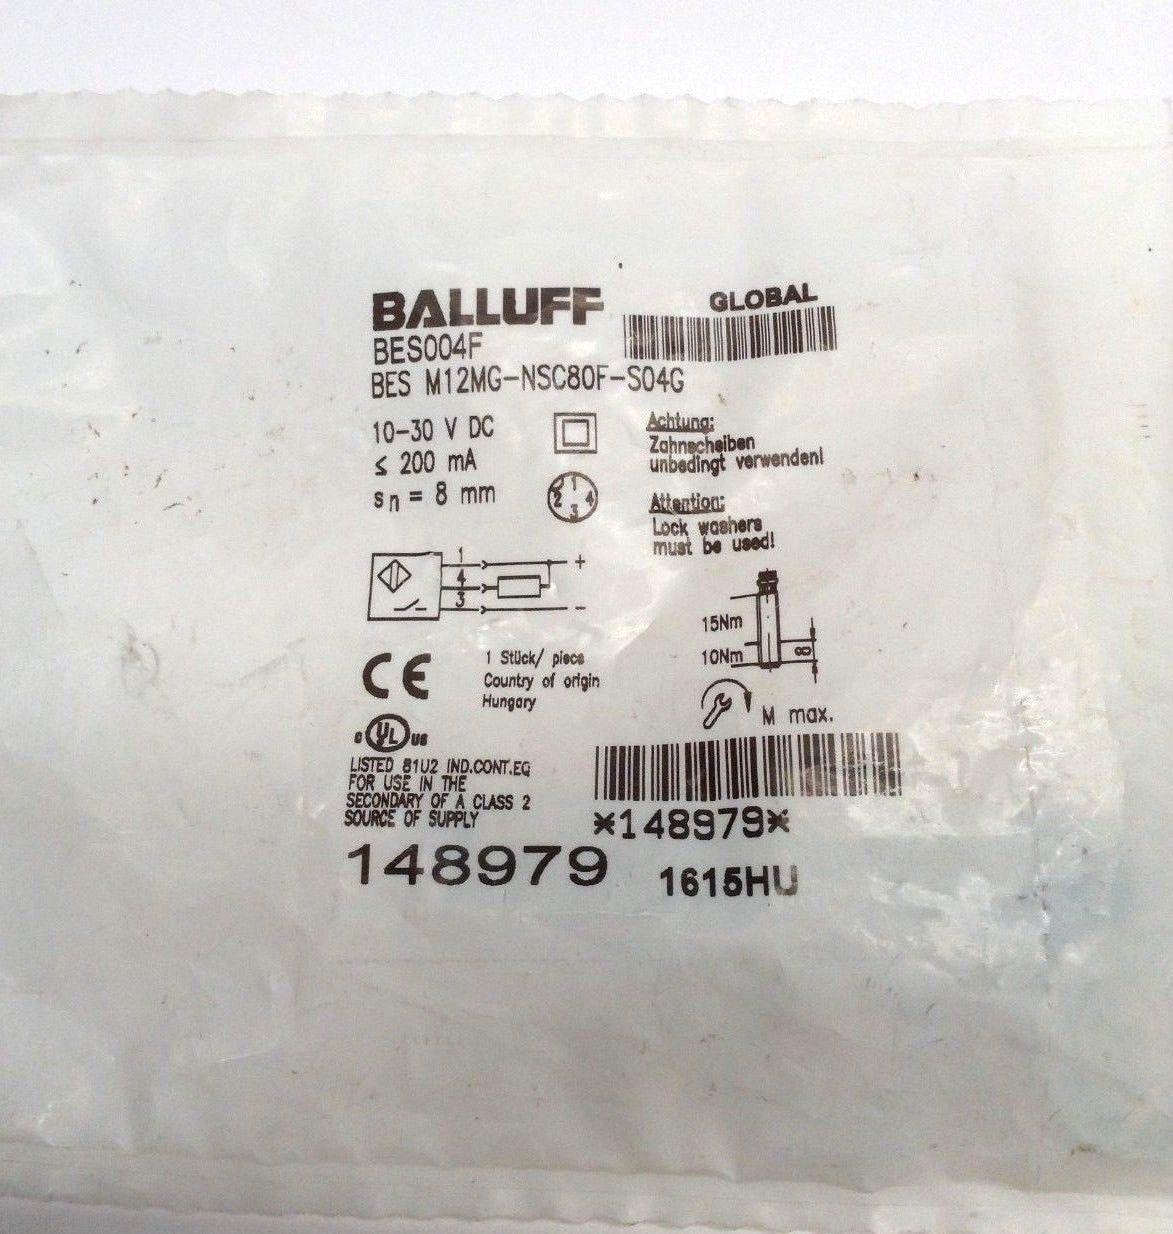 BALLUFF
GLOBAL
BES004F
BES M12MG-NSC80F-S04G
10-30 V DC
≤ 200 mA
sn = 8 mm
1
2 4
3
Achtung:
Zahnscheiben
unbedingt verwenden!
Attention:
Lock washers
must be used!
1
+
4
3
-
15Nm
10Nm
8
M max.
CE
1 Stück/ piece
Country of origin
Hungary
c UL us
LISTED 81U2 IND.CONT.EQ
FOR USE IN THE
SECONDARY OF A CLASS 2
SOURCE OF SUPPLY
*148979*
148979
1615HU